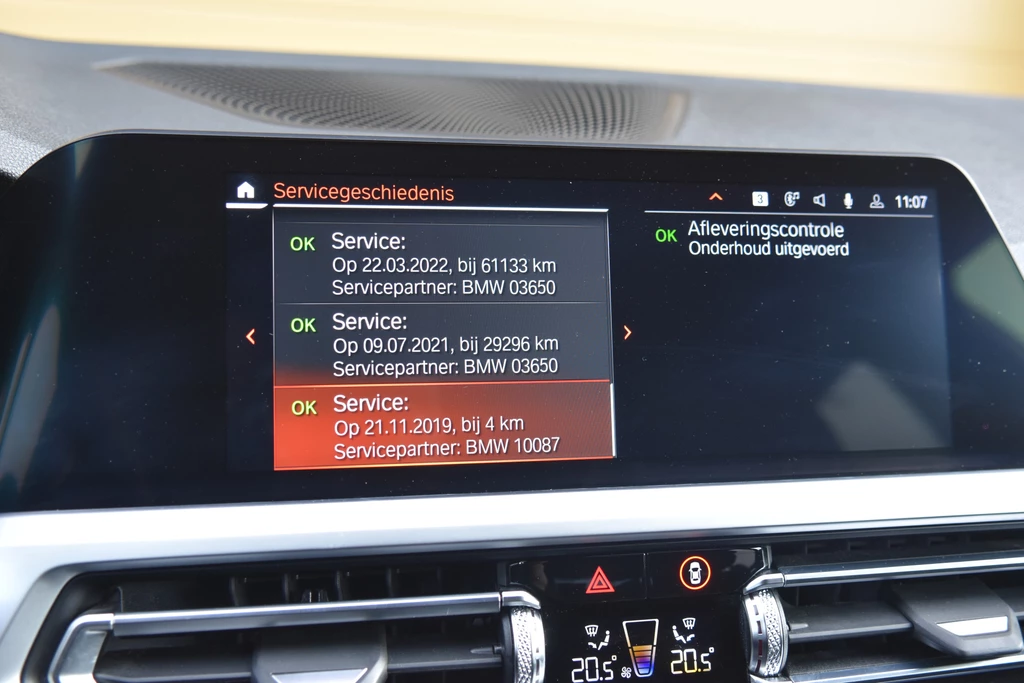 Servicegeschiedenis
3
11:07
OK Service:
Op 22.03.2022, bij 61133 km
Servicepartner: BMW 03650
OK Service:
Op 09.07.2021, bij 29296 km
Servicepartner: BMW 03650
OK Service:
Op 21.11.2019, bij 4 km
Servicepartner: BMW 10087
OK Afleveringscontrole
Onderhoud uitgevoerd
20.5° 20.5°